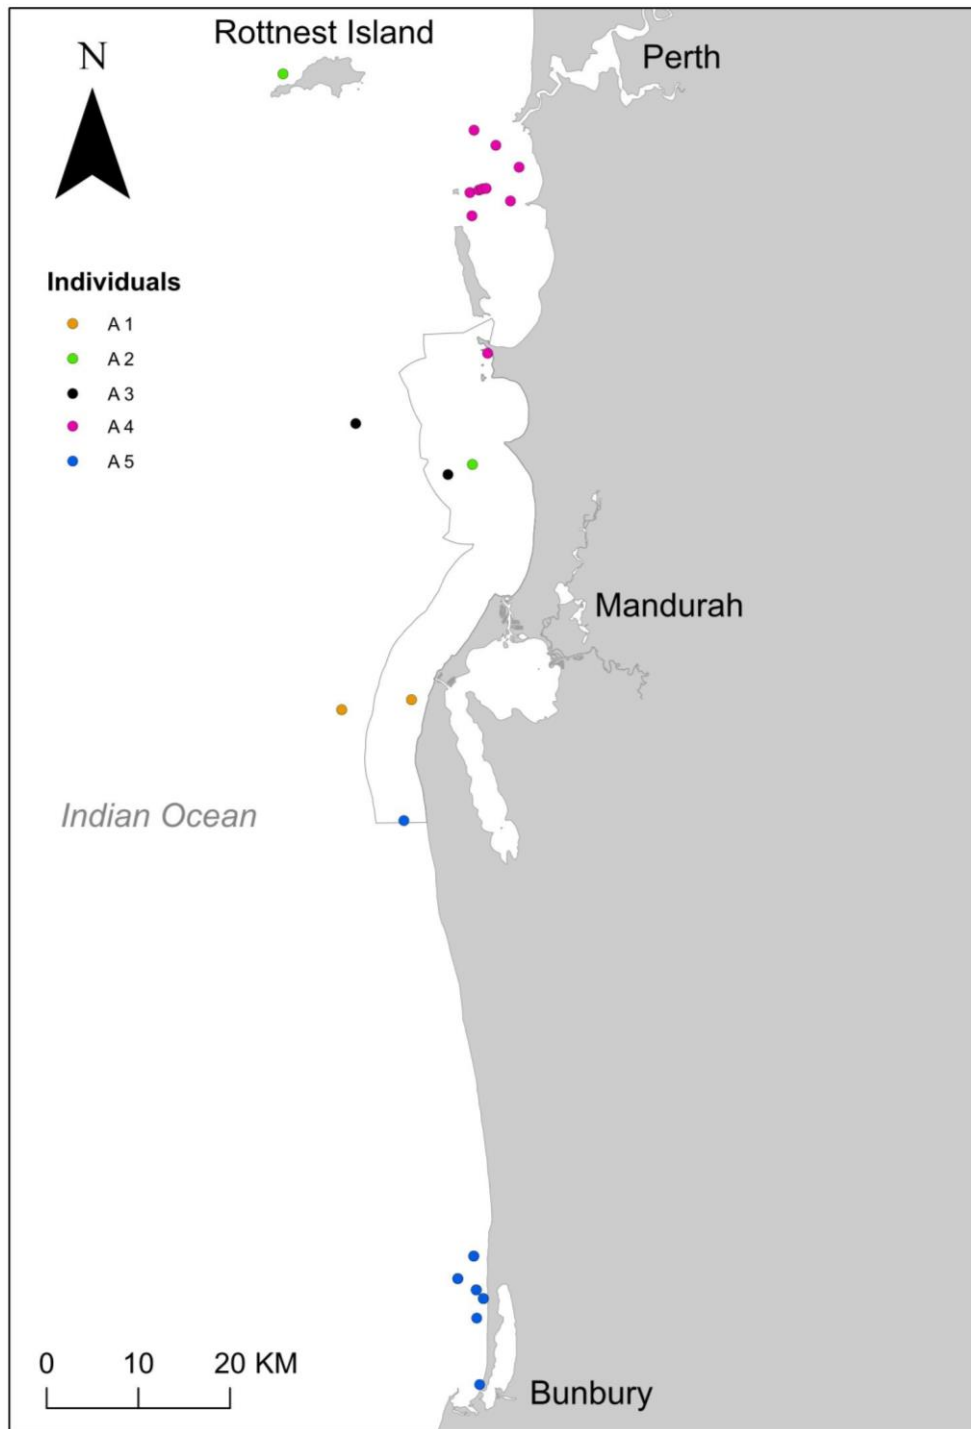 Rottnest Island
Perth
N
Individuals
A 1
A 2
A 3
A 4
A 5
Mandurah
Indian Ocean
0 10 20 KM
Bunbury